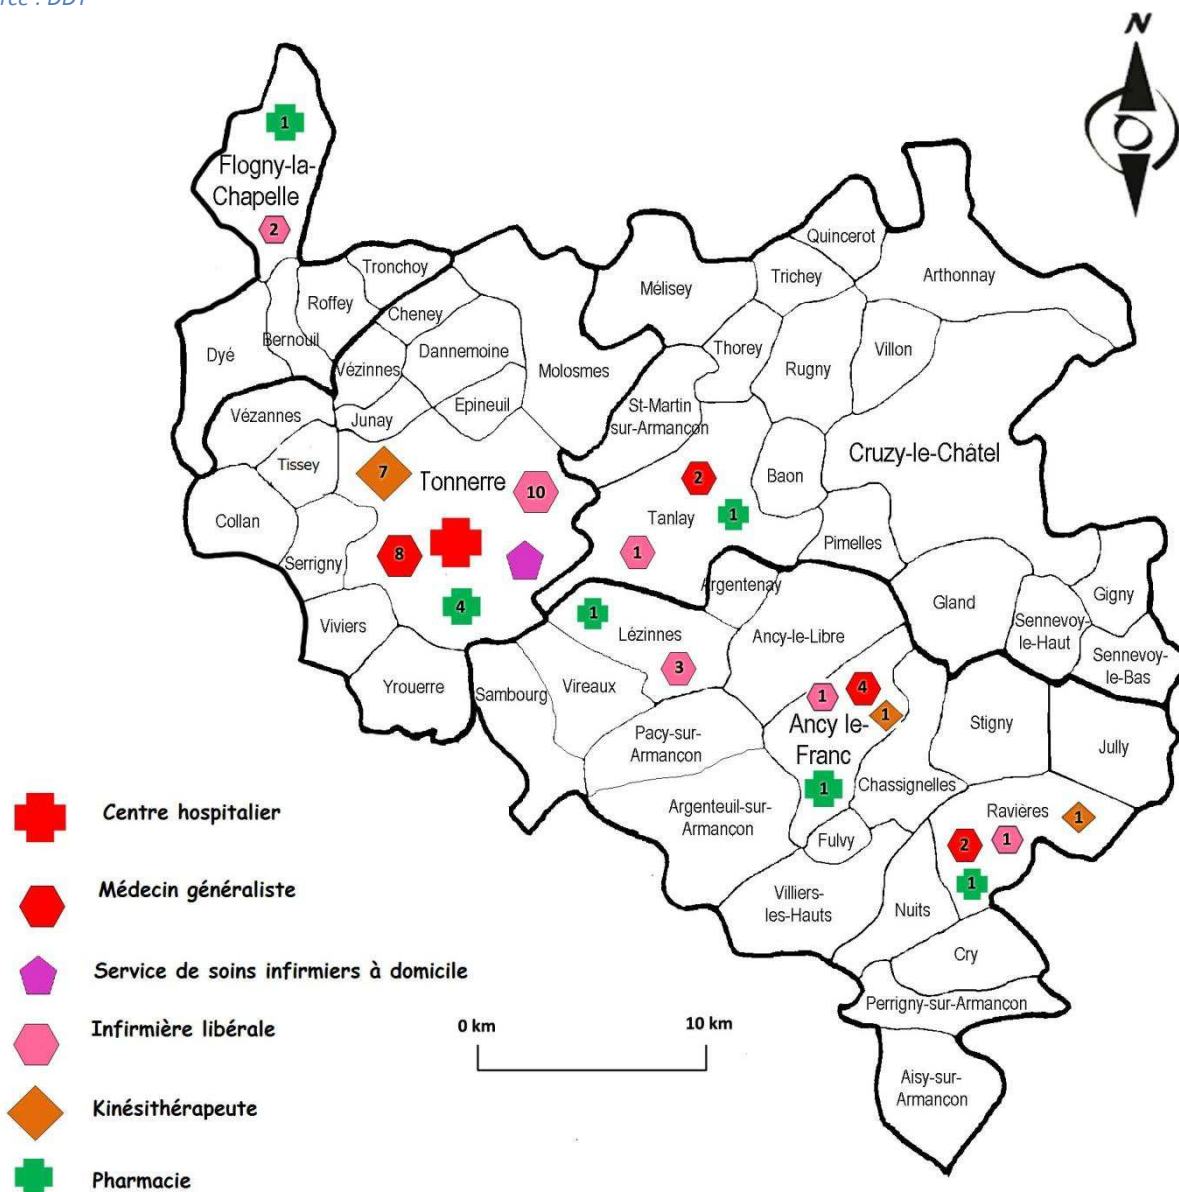 rce : DDT
N
1
Flogny-la-
Chapelle
2
Quincerot
Tronchoy
Trichey
Arthonnay
Mélisey
Roffey
Cheney
Bernouil
Dyé
Dannemoine
Thorey
Villon
Vézinnes
Molosmes
Rugny
Epineuil
St-Martin
sur-Armançon
Vézannes
Junay
Tissey
7
Tonnerre
10
Cruzy-le-Châtel
2
Baon
Collan
Tanlay
1
Pimelles
Serrigny
8
1
Argentenay
4
1
Gland
Gigny
Viviers
Lézinnes
Ancy-le-Libre
Sennevoy-
le-Haut
3
Sennevoy-
le-Bas
Yrouerre
Sambourg
Vireaux
1
4
1
Ancy le-
Franc
Stigny
Jully
Pacy-sur-
Armançon
1
Chassignelles
Argenteuil-sur-
Armançon
Ravières
1
Fulvy
2
1
1
Villiers-
les-Hauts
Nuits
Cry
Perrigny-sur-Armançon
Aisy-sur-
Armançon
Centre hospitalier
Médecin généraliste
Service de soins infirmiers à domicile
Infirmière libérale
Kinésithérapeute
Pharmacie
0 km
10 km